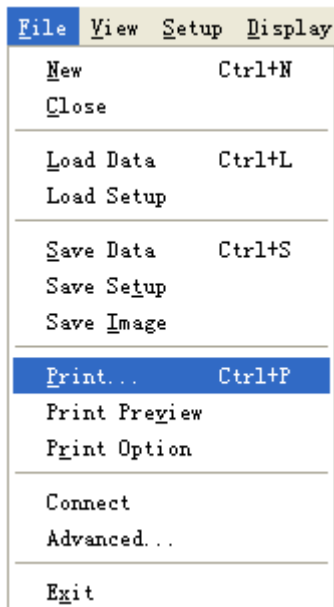 File View Setup Display
New Ctrl+N
Close
Load Data Ctrl+L
Load Setup
Save Data Ctrl+S
Save Setup
Save Image
Print... Ctrl+P
Print Preview
Print Option
Connect
Advanced...
Exit